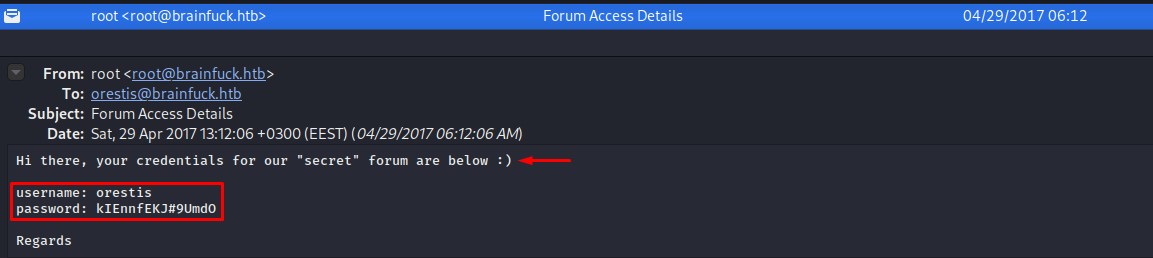 root <root@brainfuck.htb> Forum Access Details 04/29/2017 06:12
From: root <root@brainfuck.htb>
To: orestis@brainfuck.htb
Subject: Forum Access Details
Date: Sat, 29 Apr 2017 13:12:06 +0300 (EEST) (04/29/2017 06:12:06 AM)
Hi there, your credentials for our "secret" forum are below :)
username: orestis
password: kIEnnfEKJ#9UmdO
Regards